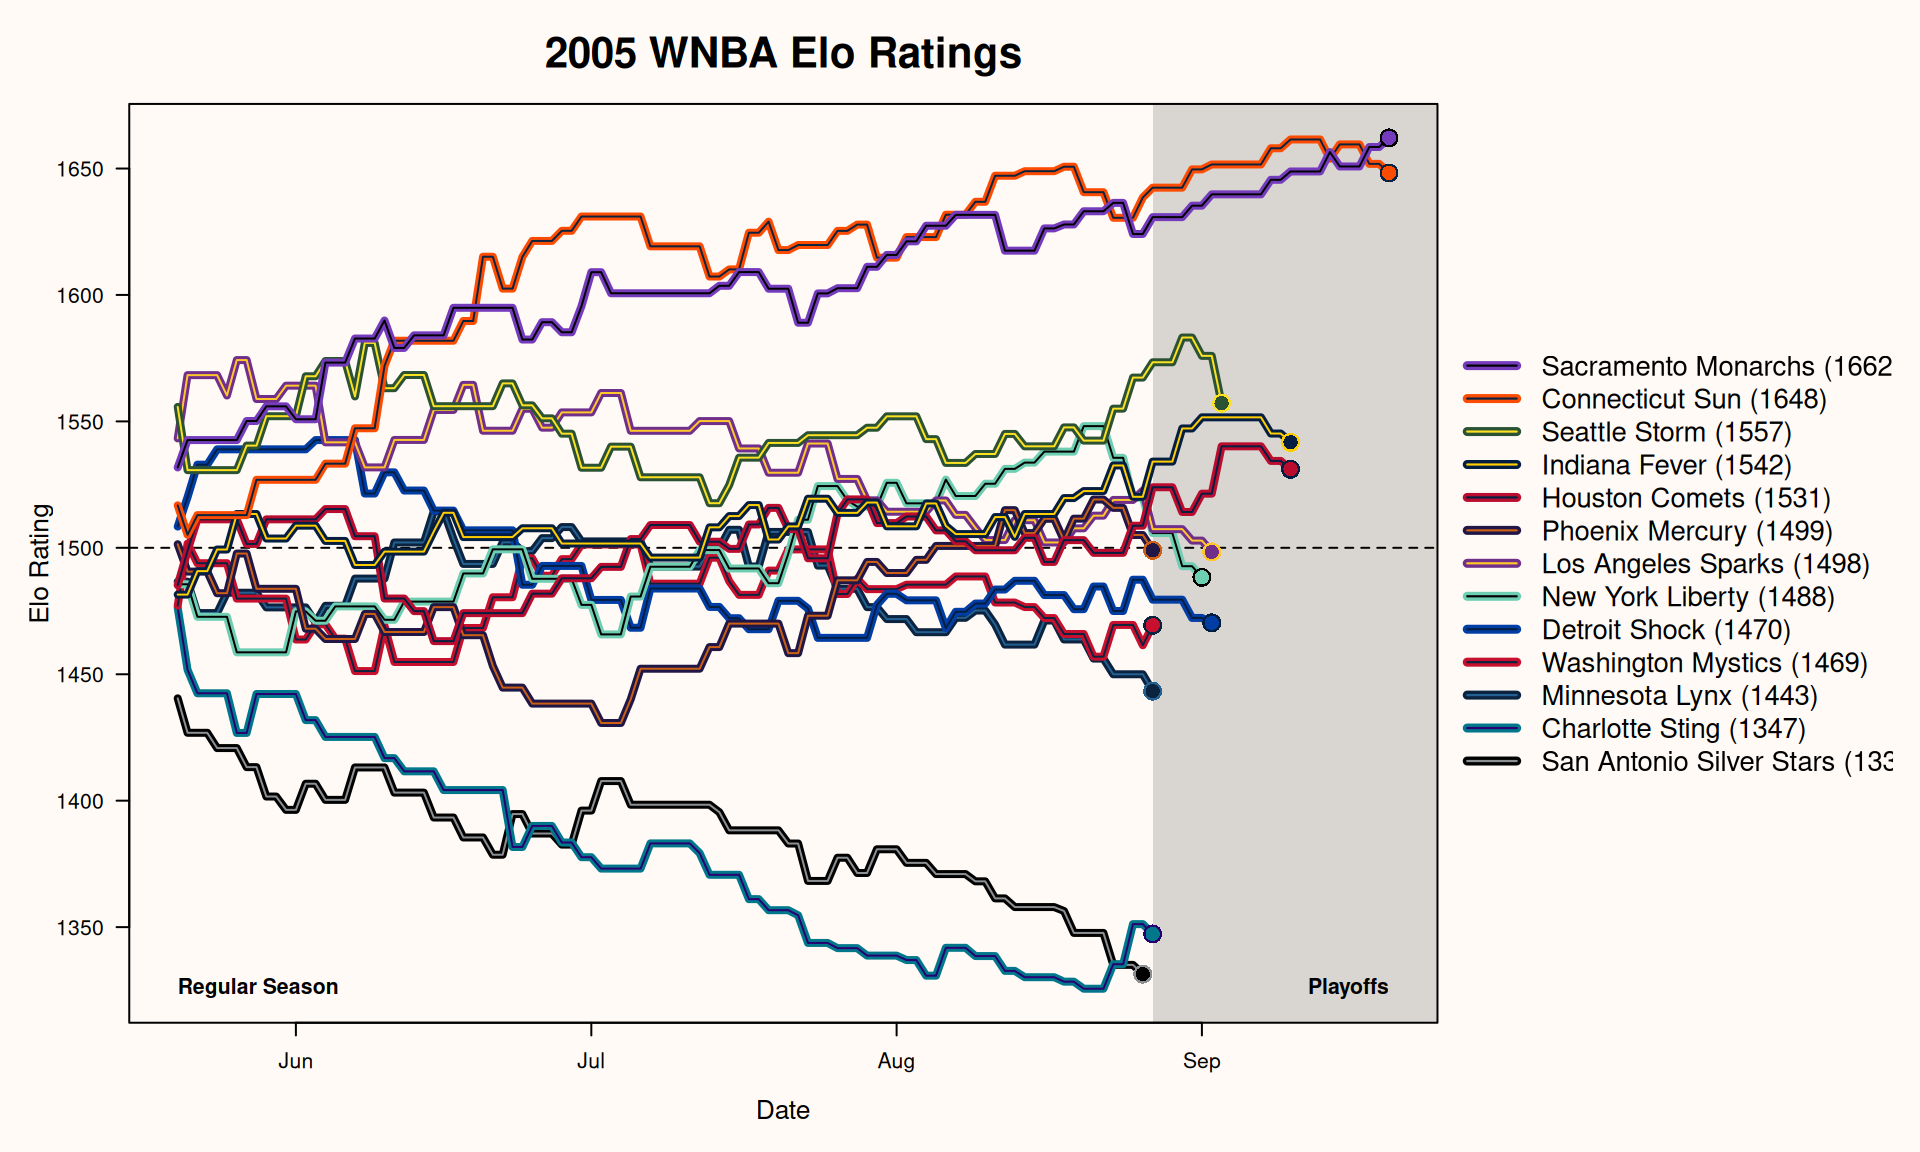 2005 WNBA Elo Ratings
Elo Rating
1650
1600
1550
1500
1450
1400
1350
Regular Season
Playoffs
Jun
Jul
Aug
Sep
Date
Sacramento Monarchs (1662
Connecticut Sun (1648)
Seattle Storm (1557)
Indiana Fever (1542)
Houston Comets (1531)
Phoenix Mercury (1499)
Los Angeles Sparks (1498)
New York Liberty (1488)
Detroit Shock (1470)
Washington Mystics (1469)
Minnesota Lynx (1443)
Charlotte Sting (1347)
San Antonio Silver Stars (133